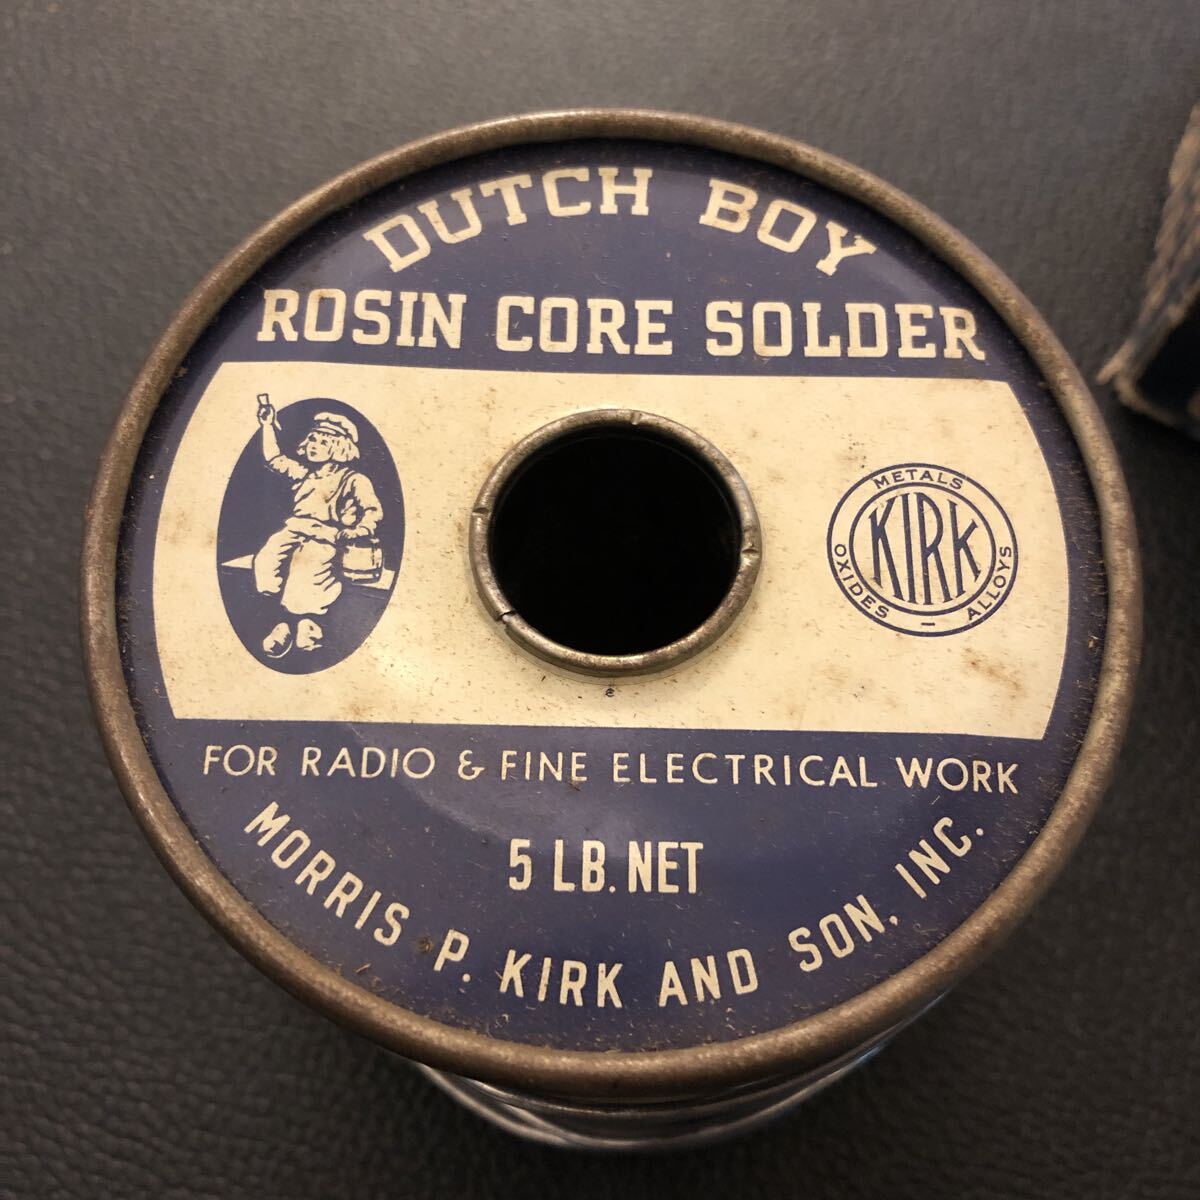 DUTCH BOY
ROSIN CORE SOLDER
METALS
KIRK
OXIDES - ALLOYS
FOR RADIO & FINE ELECTRICAL WORK
5 LB. NET
MORRIS P. KIRK AND SON, INC.